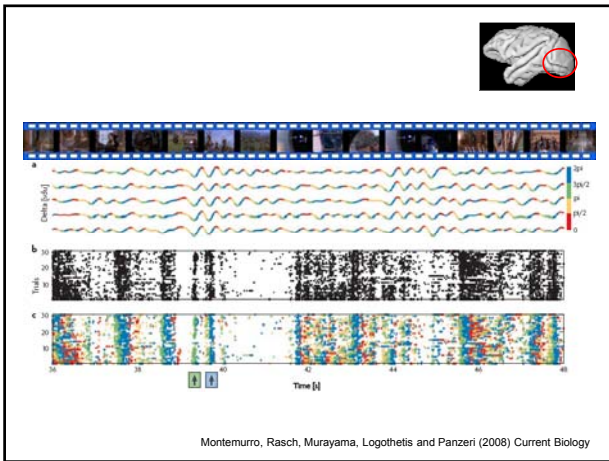 a
Delta [sdu]
2pi
3pi/2
pi
pi/2
0
b
Trials
30
20
10
c
30
20
10
36
38
40
42
44
46
48
Time [s]
Montemurro, Rasch, Murayama, Logothetis and Panzeri (2008) Current Biology